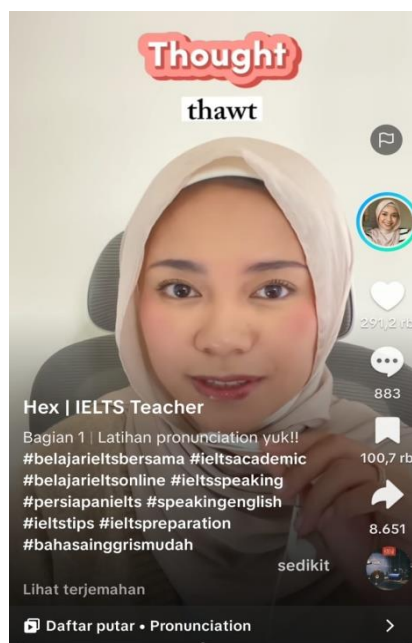 Thought
thawt
291,2 rb
883
100,7 rb
8.651
Hex | IELTS Teacher
Bagian 1 | Latihan pronunciation yuk!!
#belajarieltsbersama #ieltsacademic
#belajarieltsonline #ieltsspeaking
#persiapanielts #speakingenglish
#ieltstips #ieltspreparation
#bahasainggrismudah
sedikit
Lihat terjemahan
Daftar putar • Pronunciation